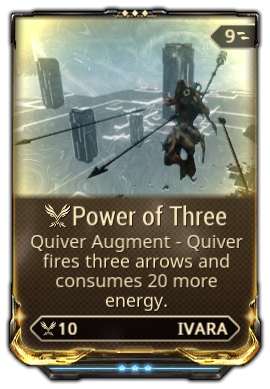 9
Power of Three
Quiver Augment - Quiver
fires three arrows and
consumes 20 more
energy.
10 IVARA